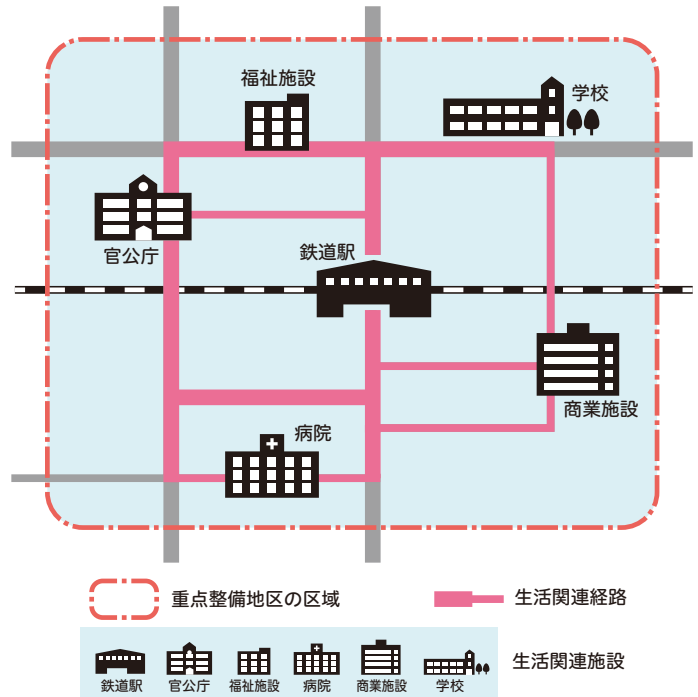 福祉施設
学校
官公庁
鉄道駅
商業施設
病院
重点整備地区の区域
生活関連経路
鉄道駅 官公庁 福祉施設 病院 商業施設 学校
生活関連施設